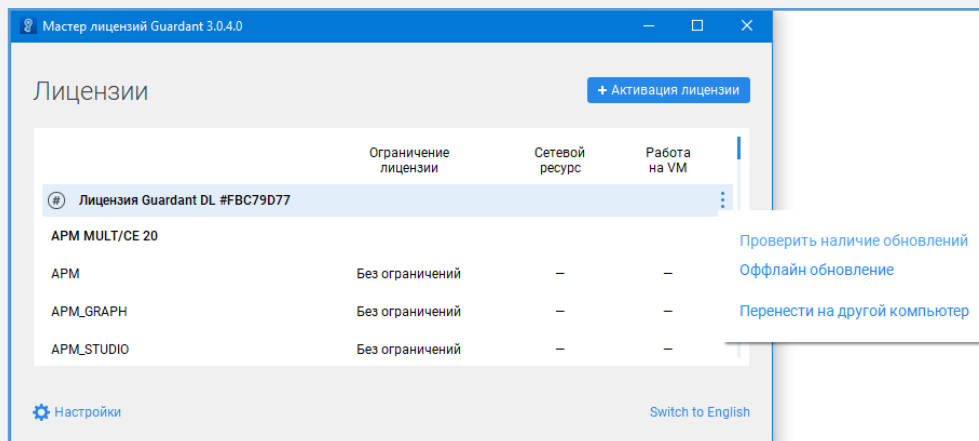 Мастер лицензий Guardant 3.0.4.0
Лицензии
+ Активация лицензии
Ограничение лицензии
Сетевой ресурс
Работа на VM
# Лицензия Guardant DL #FBC79D77
APM MULT/CE 20
APM Без ограничений – –
APM_GRAPH Без ограничений – –
APM_STUDIO Без ограничений – –
Проверить наличие обновлений
Оффлайн обновление
Перенести на другой компьютер
Настройки
Switch to English